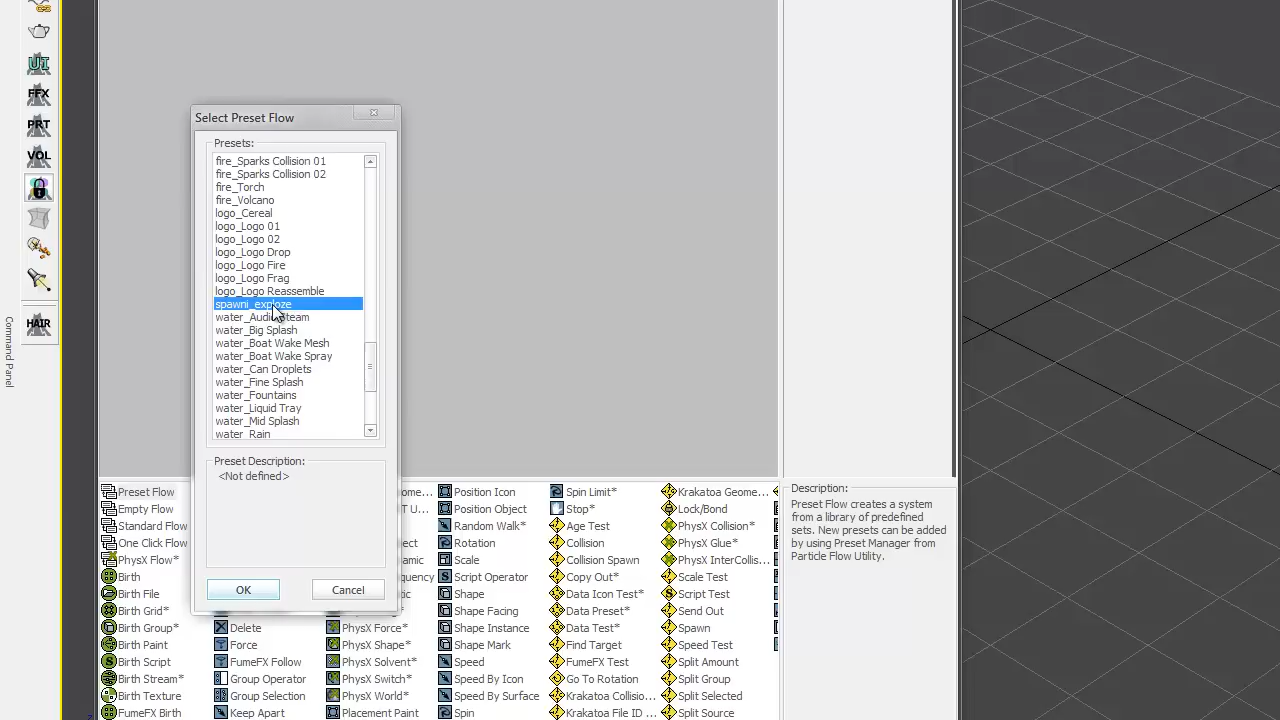 UI
FFX
PRT
VOL
HAIR
Command Panel
Select Preset Flow
Presets:
fire_Sparks Collision 01
fire_Sparks Collision 02
fire_Torch
fire_Volcano
logo_Cereal
logo_Logo 01
logo_Logo 02
logo_Logo Drop
logo_Logo Fire
logo_Logo Frag
logo_Logo Reassemble
spawni_exploze
water_Big Splash
water_Boat Wake Mesh
water_Boat Wake Spray
water_Can Droplets
water_Fine Splash
water_Fountains
water_Liquid Tray
water_Mid Splash
water_Rain
Preset Description:
<Not defined>
OK
Cancel
Preset Flow
Empty Flow
Standard Flow
One Click Flow
PhysX Flow*
Birth
Birth File
Birth Grid*
Birth Group*
Birth Paint
Birth Script
Birth Stream*
Birth Texture
FumeFX Birth
Delete
Force
FumeFX Follow
Group Operator
Group Selection
Keep Apart
PhysX Force*
PhysX Shape*
PhysX Solvent*
PhysX Switch*
PhysX World*
Placement Paint
Position Icon
Position Object
Random Walk*
Rotation
Scale
Script Operator
Shape
Shape Facing
Shape Instance
Shape Mark
Speed
Speed By Icon
Speed By Surface
Spin
Spin Limit*
Stop*
Age Test
Collision
Collision Spawn
Copy Out*
Data Icon Test*
Data Preset*
Data Test*
Find Target
FumeFX Test
Go To Rotation
Krakatoa Collisio...
Krakatoa File ID ...
Krakatoa Geome...
Lock/Bond
PhysX Collision*
PhysX Glue*
PhysX InterCollis...
Scale Test
Script Test
Send Out
Spawn
Speed Test
Split Amount
Split Group
Split Selected
Split Source
Description:
Preset Flow creates a system
from a library of predefined
sets. New presets can be added
by using Preset Manager from
Particle Flow Utility.